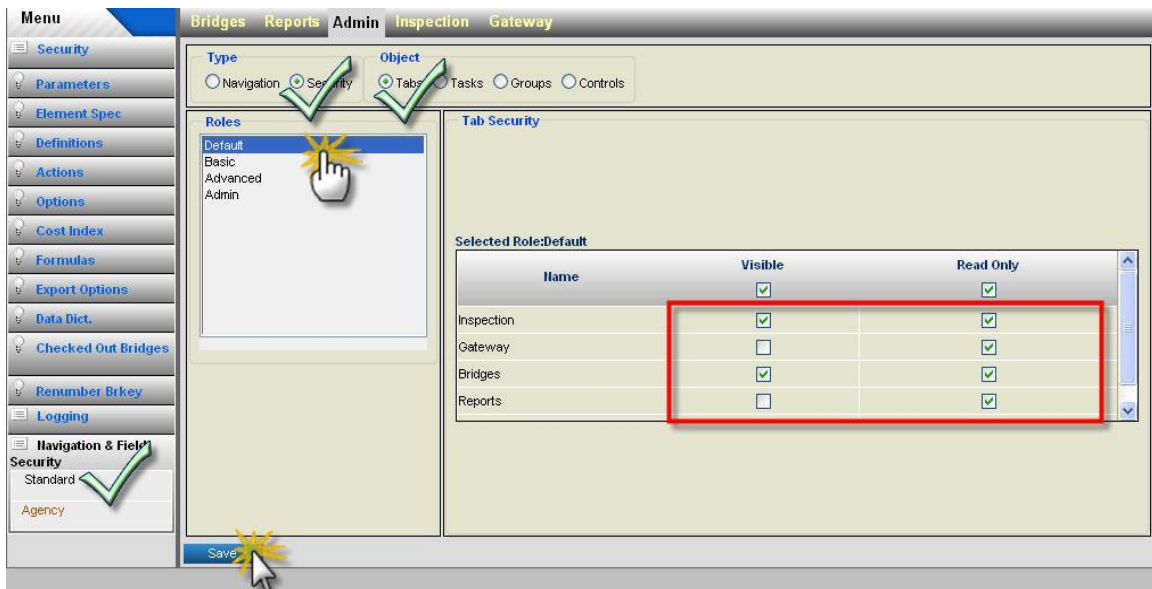 Menu
Bridges Reports Admin Inspection Gateway
Security
Parameters
Element Spec
Definitions
Actions
Options
Cost Index
Formulas
Export Options
Data Dict.
Checked Out Bridges
Renumber Brkey
Logging
Navigation & Field
Security
Standard
Agency
Type
Navigation Security
Object
Tabs Tasks Groups Controls
Roles
Default
Basic
Advanced
Admin
Tab Security
Selected Role:Default
Name Visible Read Only
Inspection
Gateway
Bridges
Reports
Save